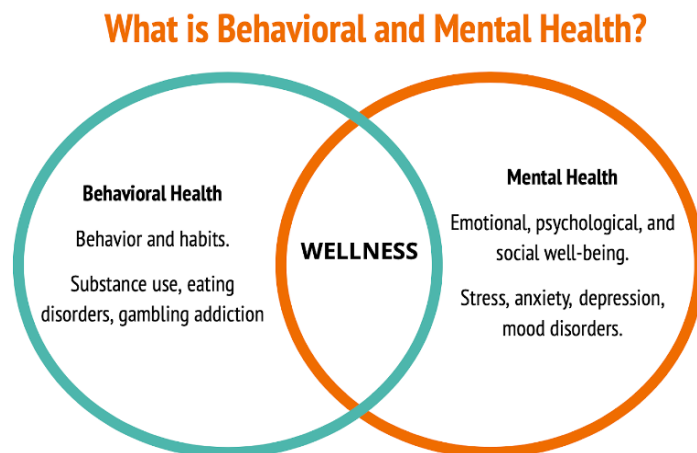 What is Behavioral and Mental Health?
Behavioral Health
Behavior and habits.
Substance use, eating
disorders, gambling addiction
WELLNESS
Mental Health
Emotional, psychological, and
social well-being.
Stress, anxiety, depression,
mood disorders.